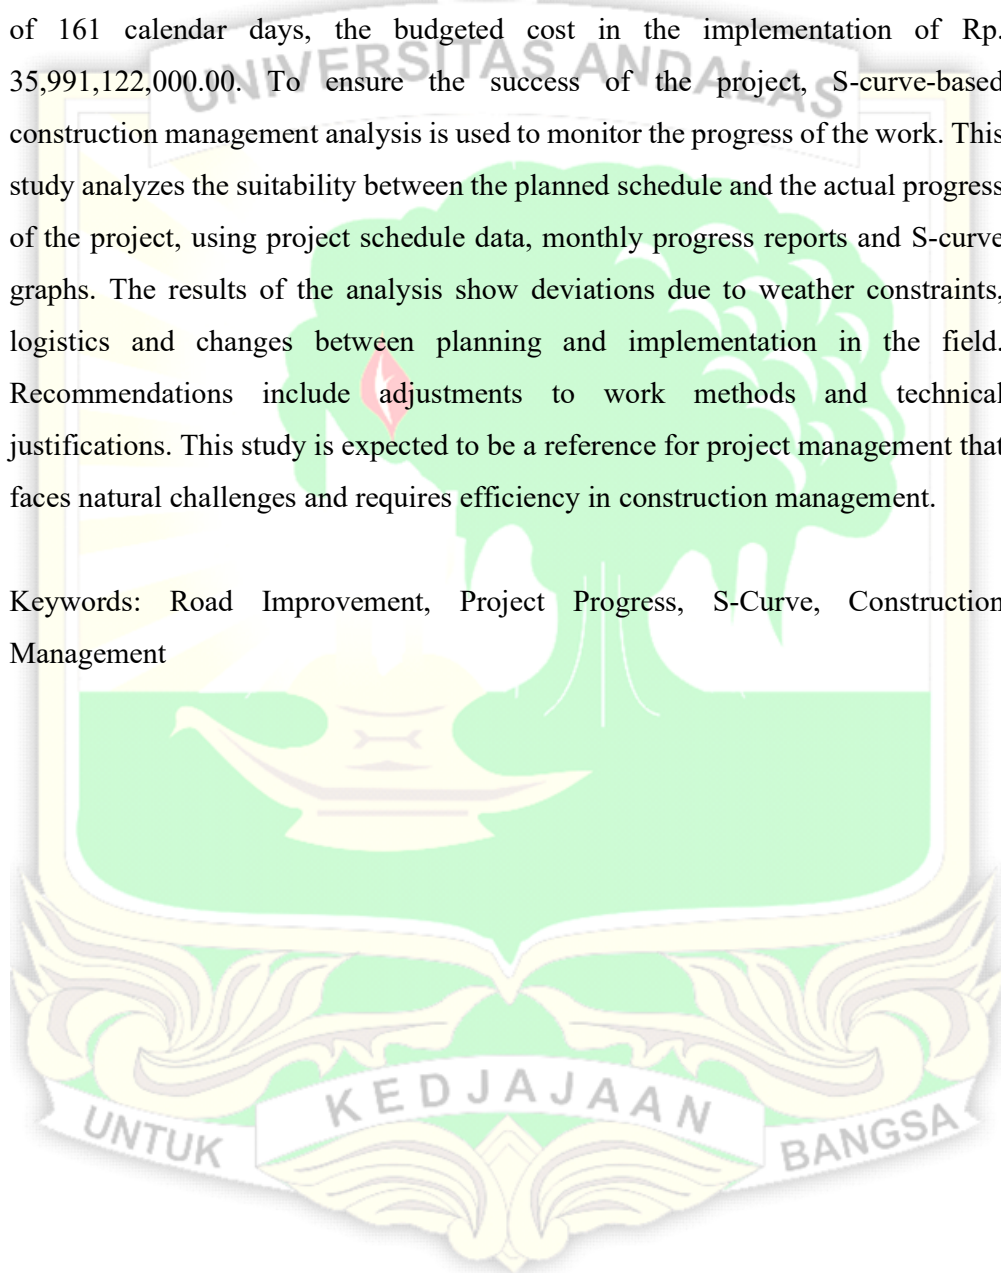 of 161 calendar days, the budgeted cost in the implementation of Rp.
UNIVERSITAS ANDALAS
35,991,122,000.00. To ensure the success of the project, S-curve-based
construction management analysis is used to monitor the progress of the work. This
study analyzes the suitability between the planned schedule and the actual progress
of the project, using project schedule data, monthly progress reports and S-curve
graphs. The results of the analysis show deviations due to weather constraints,
logistics and changes between planning and implementation in the field.
Recommendations include adjustments to work methods and technical
justifications. This study is expected to be a reference for project management that
faces natural challenges and requires efficiency in construction management.
Keywords: Road Improvement, Project Progress, S-Curve, Construction
Management
UNTUK KEDJAJAAN BANGSA